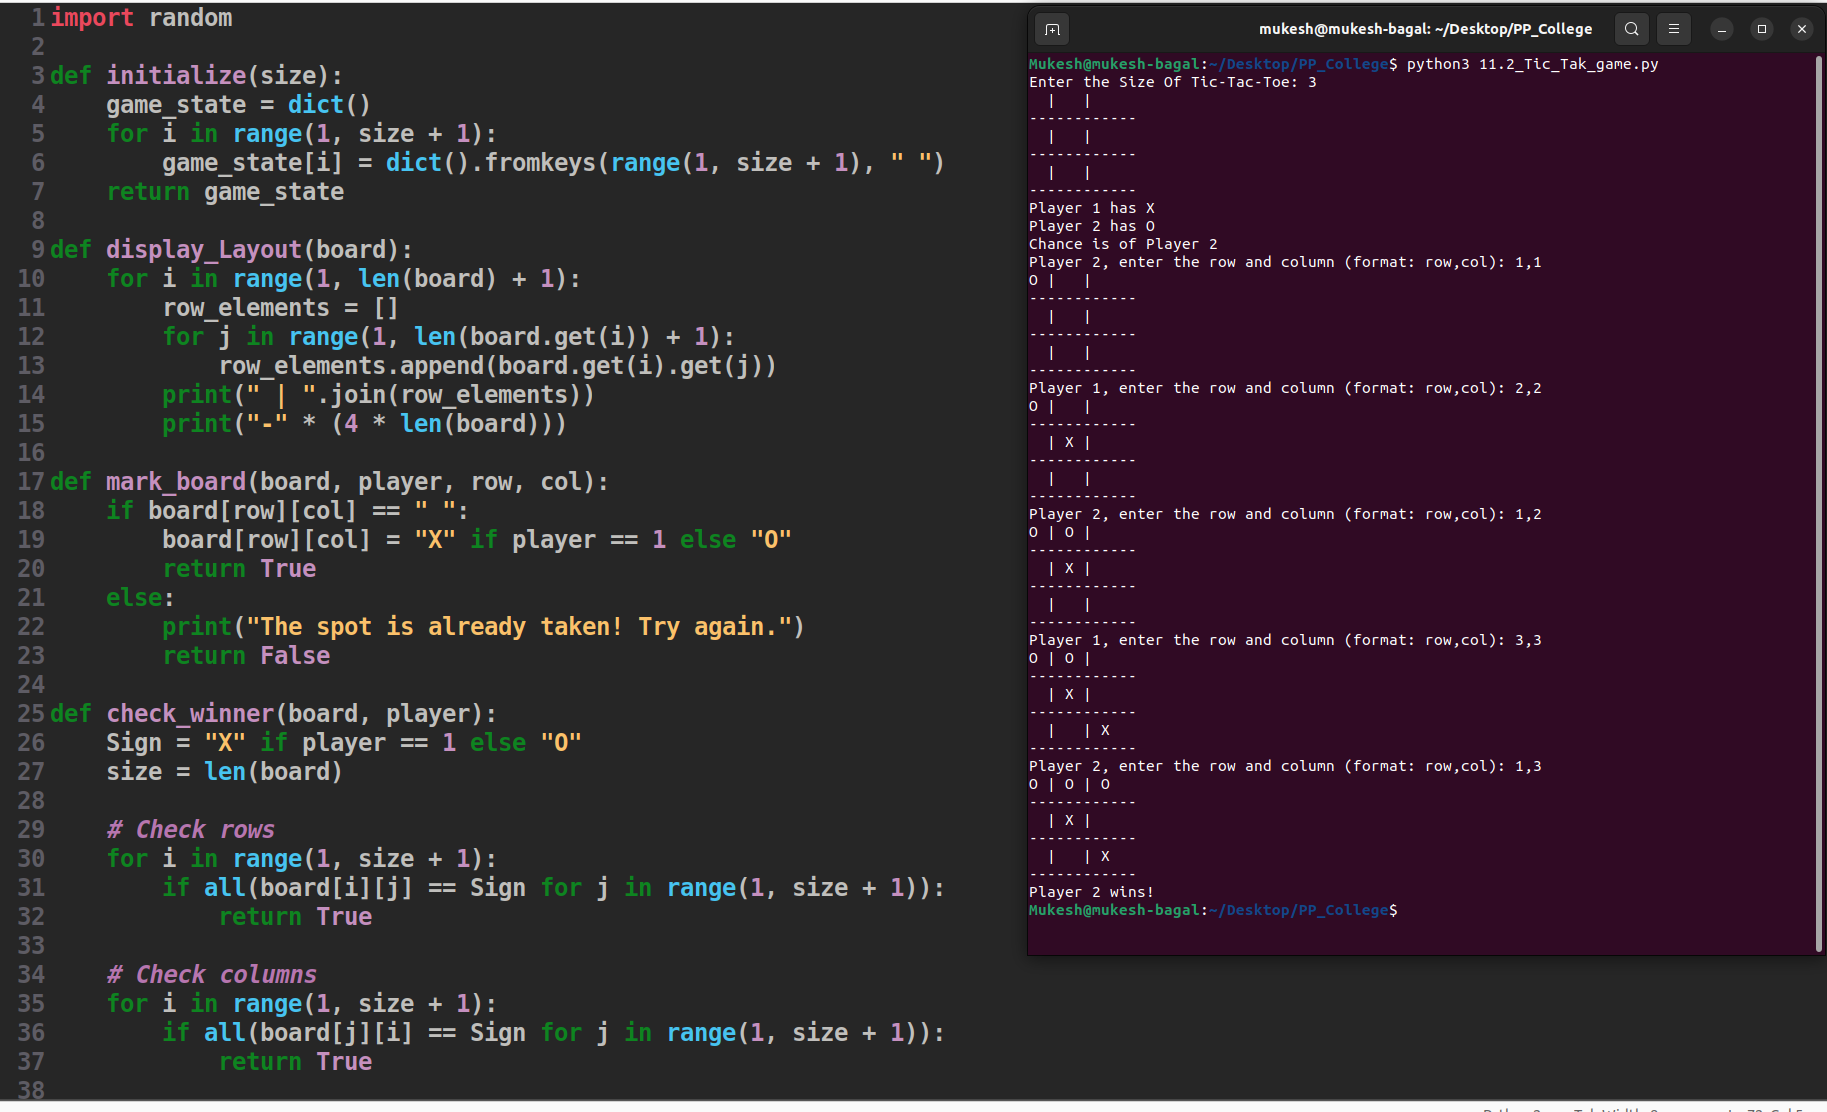 1 import random
2
3 def initialize(size):
4     game_state = dict()
5     for i in range(1, size + 1):
6         game_state[i] = dict().fromkeys(range(1, size + 1), " ")
7     return game_state
8
9 def display_Layout(board):
10     for i in range(1, len(board) + 1):
11         row_elements = []
12         for j in range(1, len(board.get(i)) + 1):
13             row_elements.append(board.get(i).get(j))
14         print(" | ".join(row_elements))
15         print("-" * (4 * len(board)))
16
17 def mark_board(board, player, row, col):
18     if board[row][col] == " ":
19         board[row][col] = "X" if player == 1 else "O"
20         return True
21     else:
22         print("The spot is already taken! Try again.")
23         return False
24
25 def check_winner(board, player):
26     Sign = "X" if player == 1 else "O"
27     size = len(board)
28
29     # Check rows
30     for i in range(1, size + 1):
31         if all(board[i][j] == Sign for j in range(1, size + 1)):
32             return True
33
34     # Check columns
35     for i in range(1, size + 1):
36         if all(board[j][i] == Sign for j in range(1, size + 1)):
37             return True
38
mukesh@mukesh-bagal: ~/Desktop/PP_College
Mukesh@mukesh-bagal:~/Desktop/PP_College$ python3 11.2_Tic_Tak_game.py
Enter the Size Of Tic-Tac-Toe: 3
  |   |
------------
  |   |
------------
  |   |
------------
Player 1 has X
Player 2 has O
Chance is of Player 2
Player 2, enter the row and column (format: row,col): 1,1
O |   |
------------
  |   |
------------
  |   |
------------
Player 1, enter the row and column (format: row,col): 2,2
O |   |
------------
  | X |
------------
  |   |
------------
Player 2, enter the row and column (format: row,col): 1,2
O | O |
------------
  | X |
------------
  |   |
------------
Player 1, enter the row and column (format: row,col): 3,3
O | O |
------------
  | X |
------------
  |   | X
------------
Player 2, enter the row and column (format: row,col): 1,3
O | O | O
------------
  | X |
------------
  |   | X
------------
Player 2 wins!
Mukesh@mukesh-bagal:~/Desktop/PP_College$